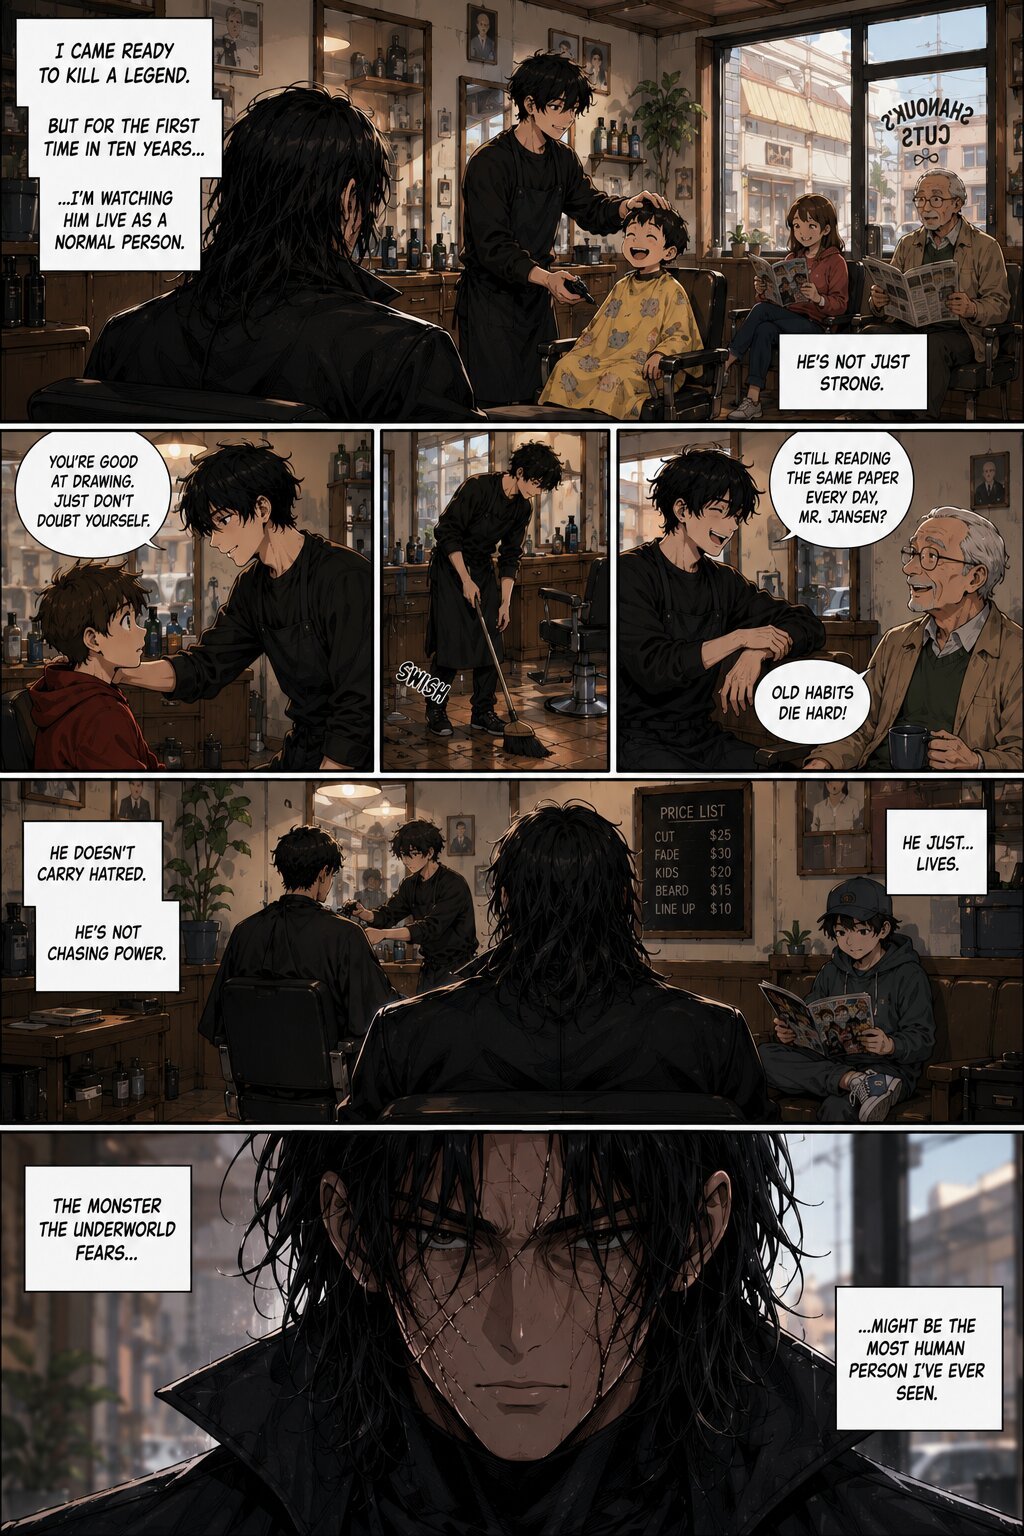 I CAME READY
TO KILL A LEGEND.
BUT FOR THE FIRST
TIME IN TEN YEARS...
...I'M WATCHING
HIM LIVE AS A
NORMAL PERSON.
SHANOUK'S
CUTS
HE'S NOT JUST
STRONG.
YOU'RE GOOD
AT DRAWING.
JUST DON'T
DOUBT YOURSELF.
SWISH
STILL READING
THE SAME PAPER
EVERY DAY,
MR. JANSEN?
OLD HABITS
DIE HARD!
HE DOESN'T
CARRY HATRED.
HE'S NOT
CHASING POWER.
PRICE LIST
CUT $25
FADE $30
KIDS $20
BEARD $15
LINE UP $10
HE JUST...
LIVES.
THE MONSTER
THE UNDERWORLD
FEARS...
...MIGHT BE THE
MOST HUMAN
PERSON I'VE EVER
SEEN.